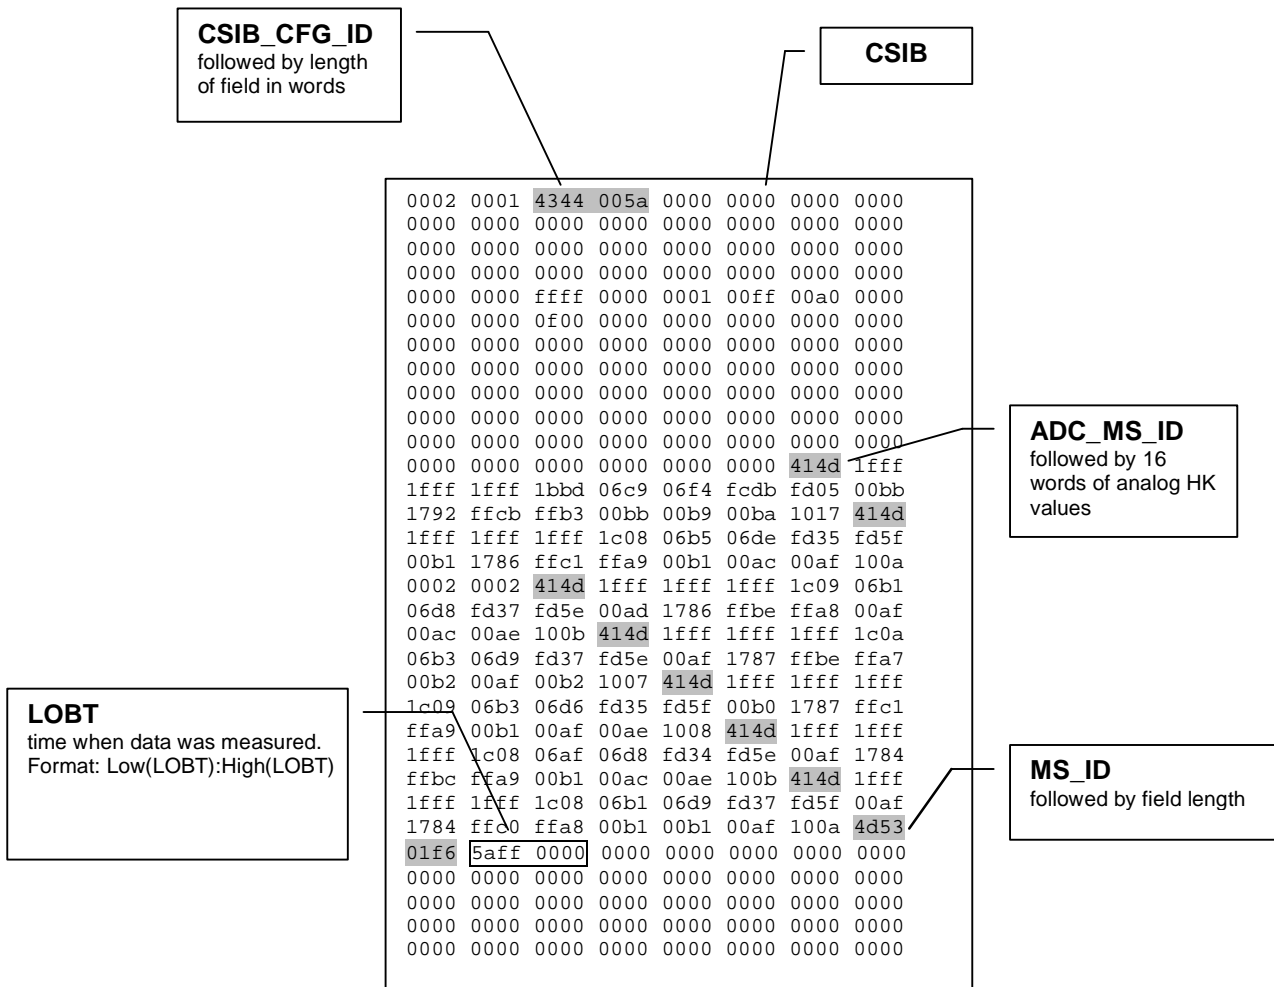 CSIB_CFG_ID
followed by length
of field in words
CSIB
0002 0001 4344 005a 0000 0000 0000 0000
0000 0000 0000 0000 0000 0000 0000 0000
0000 0000 0000 0000 0000 0000 0000 0000
0000 0000 0000 0000 0000 0000 0000 0000
0000 0000 ffff 0000 0001 00ff 00a0 0000
0000 0000 0f00 0000 0000 0000 0000 0000
0000 0000 0000 0000 0000 0000 0000 0000
0000 0000 0000 0000 0000 0000 0000 0000
0000 0000 0000 0000 0000 0000 0000 0000
0000 0000 0000 0000 0000 0000 0000 0000
0000 0000 0000 0000 0000 0000 0000 0000
0000 0000 0000 0000 0000 0000 414d 1fff
1fff 1fff 1bbd 06c9 06f4 fcdb fd05 00bb
1792 ffcb ffb3 00bb 00b9 00ba 1017 414d
1fff 1fff 1fff 1c08 06b5 06de fd35 fd5f
00b1 1786 ffc1 ffa9 00b1 00ac 00af 100a
0002 0002 414d 1fff 1fff 1fff 1c09 06b1
06d8 fd37 fd5e 00ad 1786 ffbe ffa8 00af
00ac 00ae 100b 414d 1fff 1fff 1fff 1c0a
06b3 06d9 fd37 fd5e 00af 1787 ffbe ffa7
00b2 00af 00b2 1007 414d 1fff 1fff 1fff
1c09 06b3 06d6 fd35 fd5f 00b0 1787 ffc1
ffa9 00b1 00af 00ae 1008 414d 1fff 1fff
1fff 1c08 06af 06d8 fd34 fd5e 00af 1784
ffbc ffa9 00b1 00ac 00ae 100b 414d 1fff
1fff 1fff 1c08 06b1 06d9 fd37 fd5f 00af
1784 ffc0 ffa8 00b1 00b1 00af 100a 4d53
01f6 5aff 0000 0000 0000 0000 0000 0000
0000 0000 0000 0000 0000 0000 0000 0000
0000 0000 0000 0000 0000 0000 0000 0000
0000 0000 0000 0000 0000 0000 0000 0000
0000 0000 0000 0000 0000 0000 0000 0000
ADC_MS_ID
followed by 16
words of analog HK
values
LOBT
time when data was measured.
Format: Low(LOBT):High(LOBT)
MS_ID
followed by field length